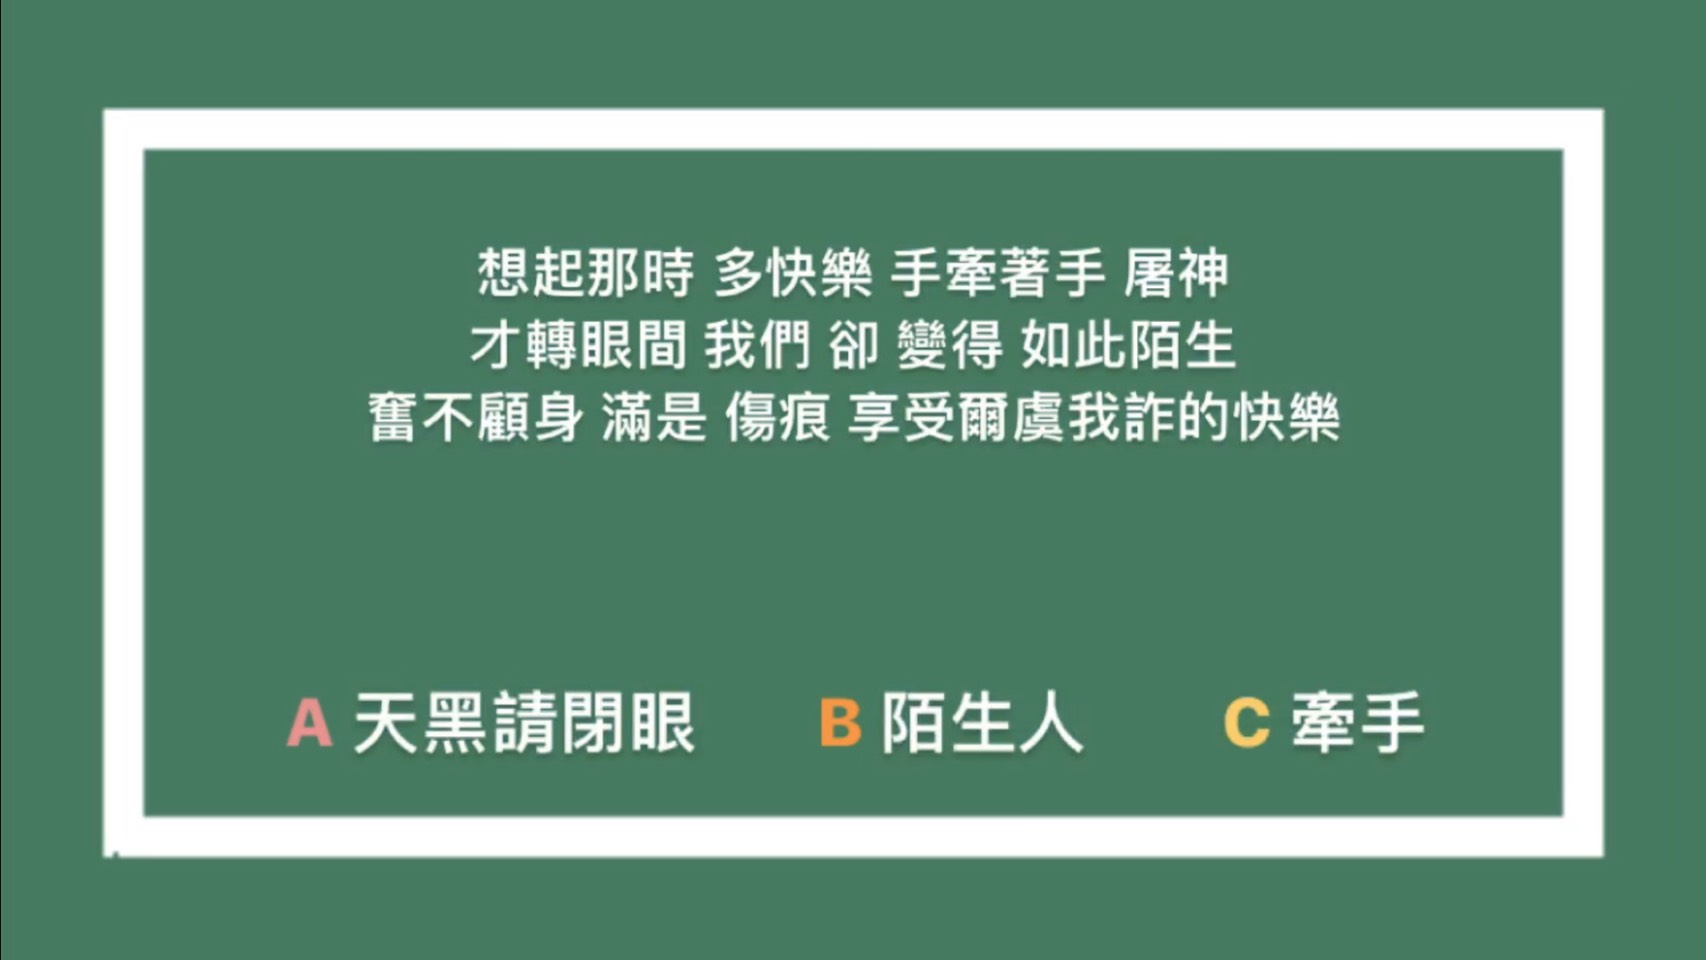 想起那時 多快樂 手牽著手 屠神
才轉眼間 我們 卻 變得 如此陌生
奮不顧身 滿是 傷痕 享受爾虞我詐的快樂
A 天黑請閉眼 B 陌生人 C 牽手